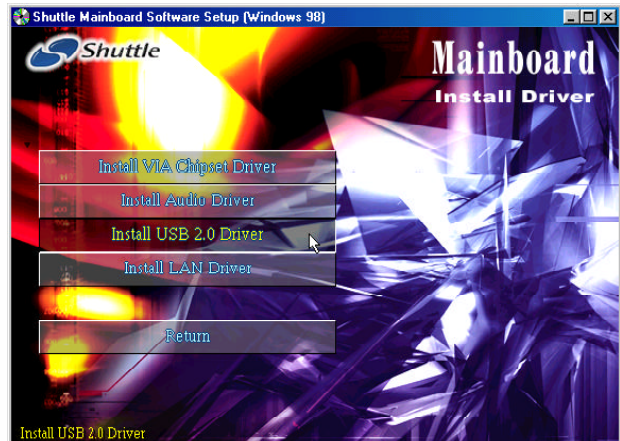 Shuttle Mainboard Software Setup (Windows 98)
Shuttle
Mainboard
Install Driver
Install VIA Chipset Driver
Install Audio Driver
Install USB 2.0 Driver
Install LAN Driver
Return
Install USB 2.0 Driver